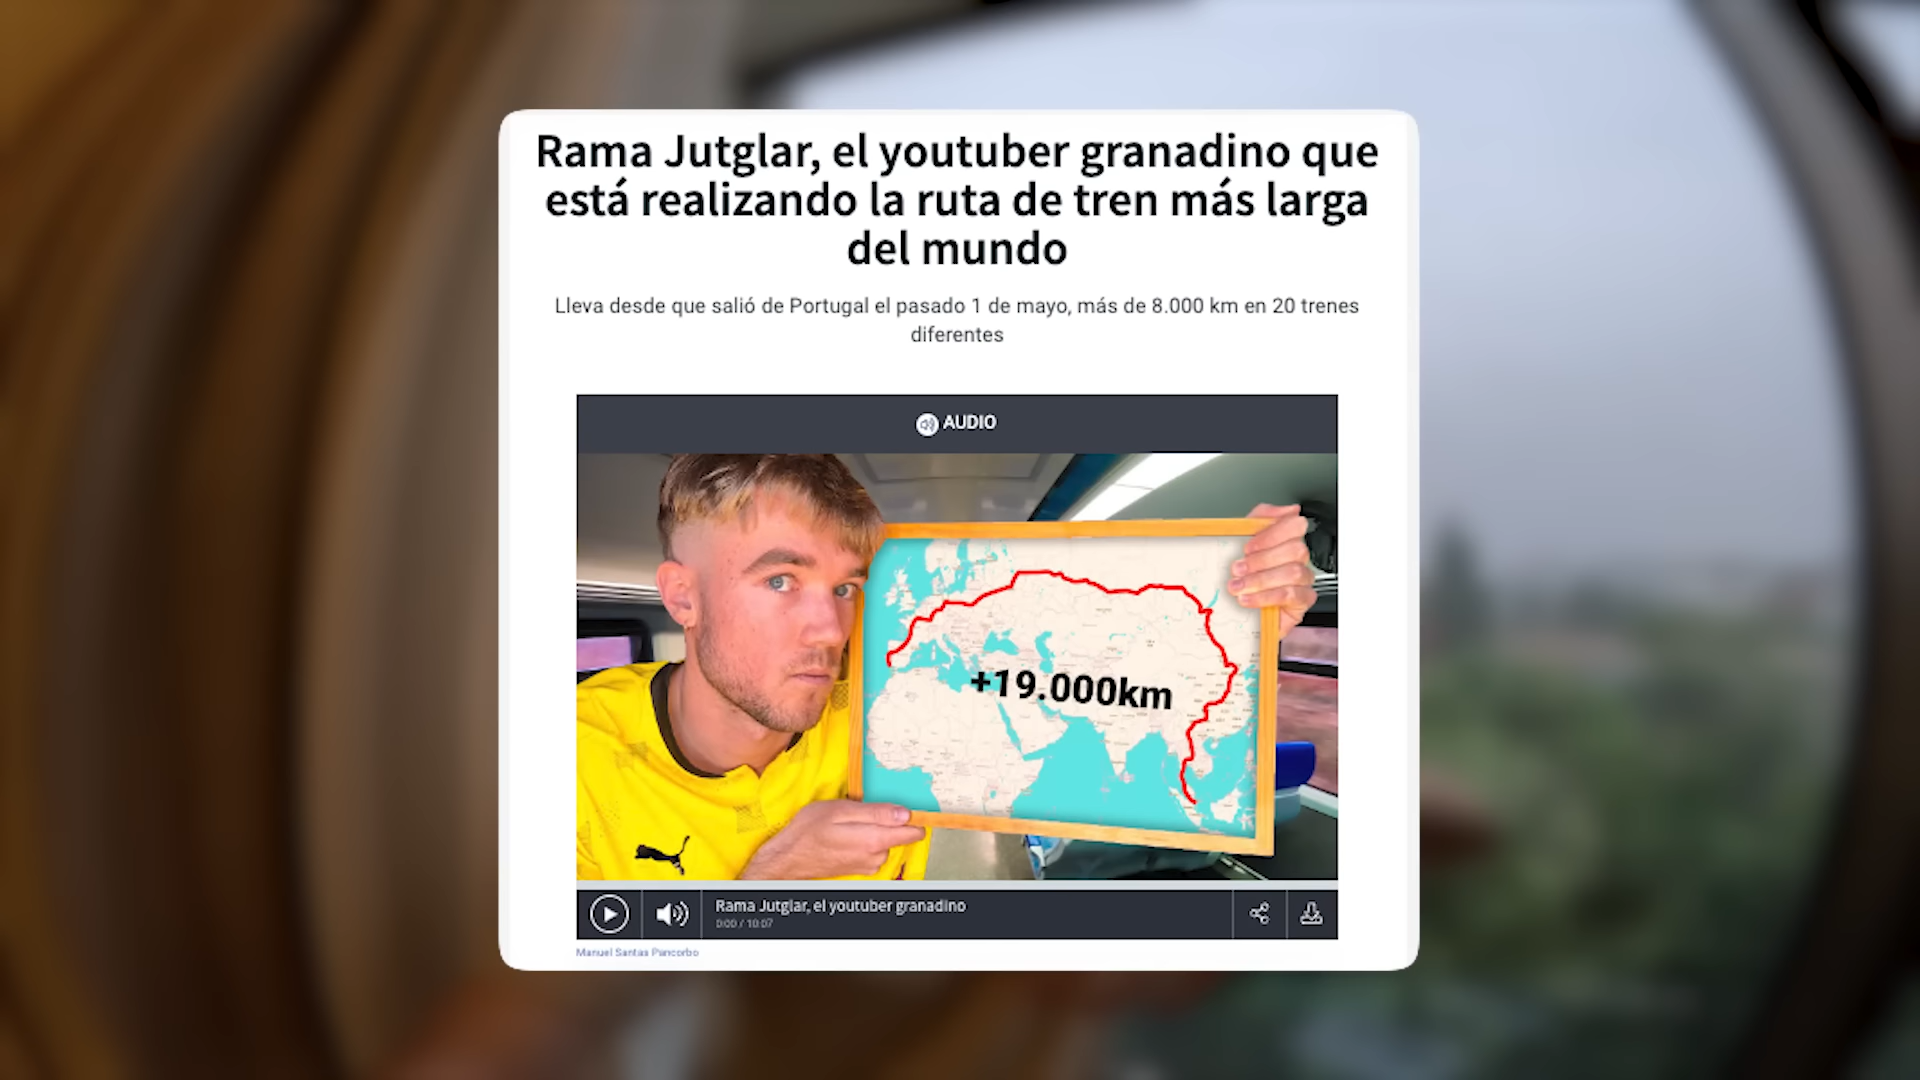 Rama Jutglar, el youtuber granadino que
está realizando la ruta de tren más larga
del mundo
Lleva desde que salió de Portugal el pasado 1 de mayo, más de 8.000 km en 20 trenes
diferentes
AUDIO
+19.000km
Rama Jutglar, el youtuber granadino
0:00 / 10:07
Manuel Santas Pancorbo